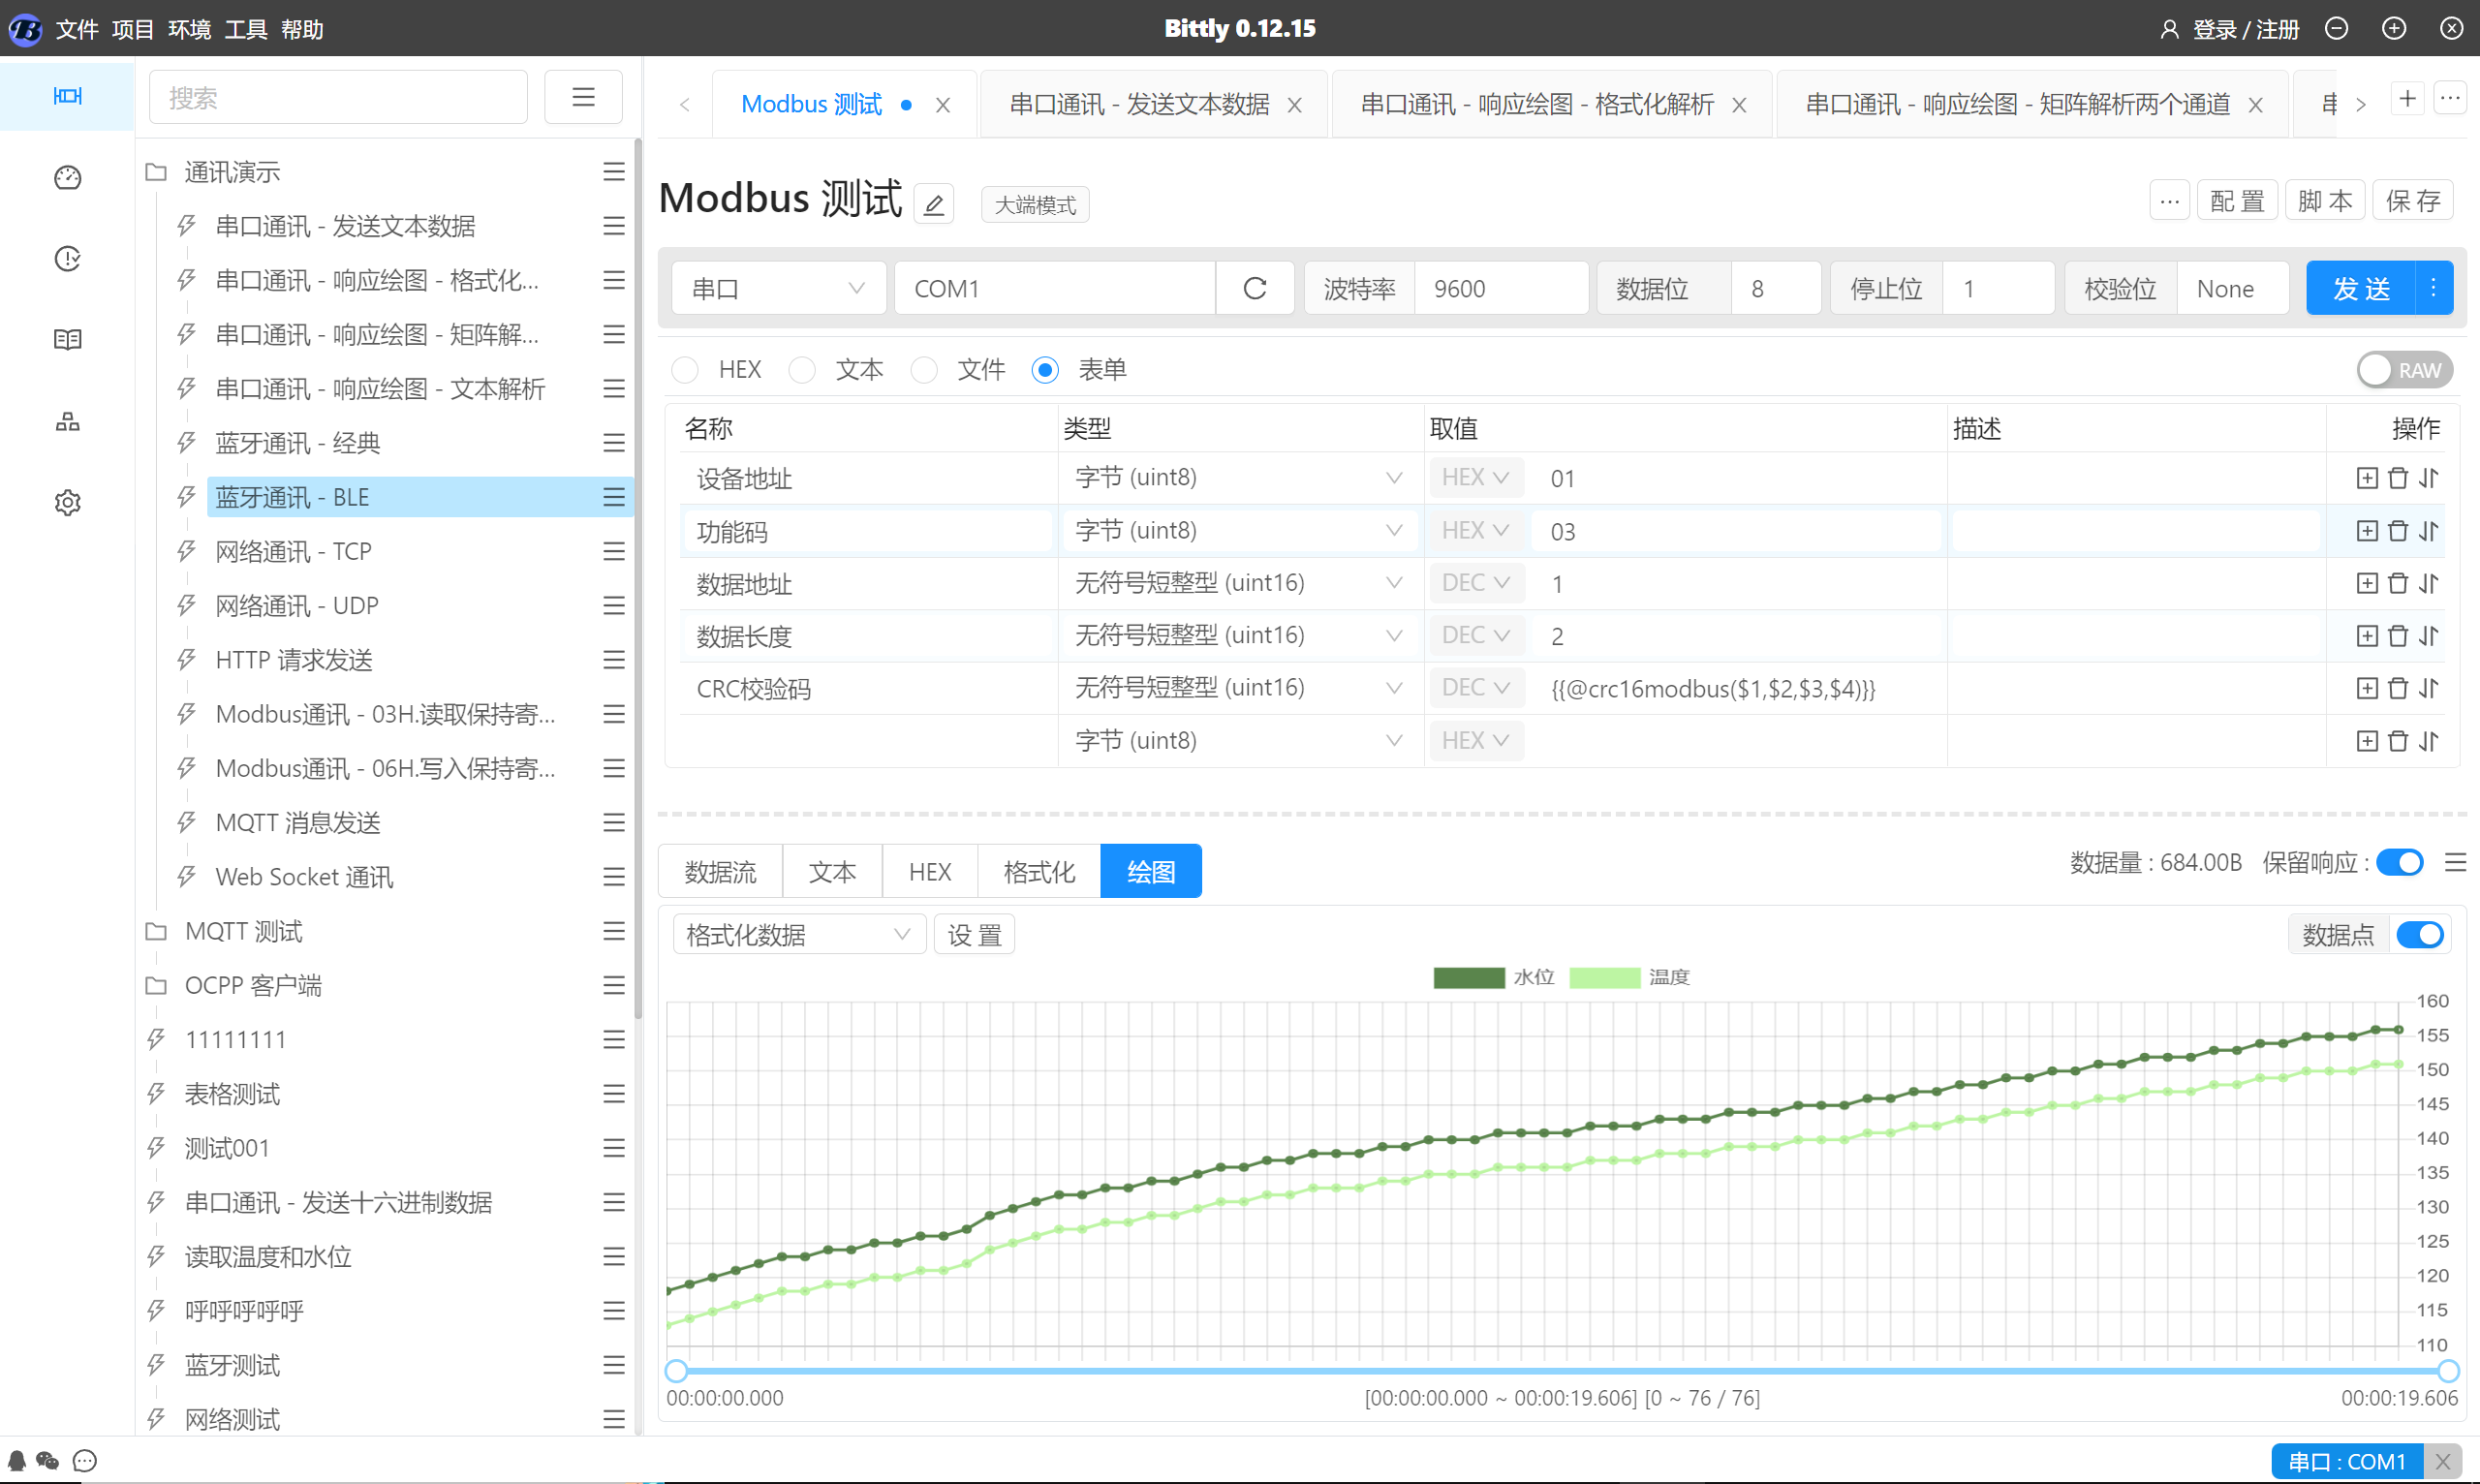 文件 项目 环境 工具 帮助
Bittly 0.12.15
登录 / 注册
搜索
通讯演示
串口通讯 - 发送文本数据
串口通讯 - 响应绘图 - 格式化...
串口通讯 - 响应绘图 - 矩阵解...
串口通讯 - 响应绘图 - 文本解析
蓝牙通讯 - 经典
蓝牙通讯 - BLE
网络通讯 - TCP
网络通讯 - UDP
HTTP 请求发送
Modbus通讯 - 03H.读取保持寄...
Modbus通讯 - 06H.写入保持寄...
MQTT 消息发送
Web Socket 通讯
MQTT 测试
OCPP 客户端
11111111
表格测试
测试001
串口通讯 - 发送十六进制数据
读取温度和水位
呼呼呼呼呼
蓝牙测试
网络测试
Modbus 测试
串口通讯 - 发送文本数据
串口通讯 - 响应绘图 - 格式化解析
串口通讯 - 响应绘图 - 矩阵解析两个通道
Modbus 测试 大端模式
... 配置 脚本 保存
串口 COM1 波特率 9600 数据位 8 停止位 1 校验位 None 发送
HEX 文本 文件 表单 RAW
名称 类型 取值 描述 操作
设备地址 字节 (uint8) HEX 01
功能码 字节 (uint8) HEX 03
数据地址 无符号短整型 (uint16) DEC 1
数据长度 无符号短整型 (uint16) DEC 2
CRC校验码 无符号短整型 (uint16) DEC {{@crc16modbus($1,$2,$3,$4)}}
字节 (uint8) HEX
数据流 文本 HEX 格式化 绘图
数据量 : 684.00B 保留响应 :
格式化数据 设置 数据点
水位 温度
160
155
150
145
140
135
130
125
120
115
110
00:00:00.000 [00:00:00.000 ~ 00:00:19.606] [0 ~ 76 / 76] 00:00:19.606
串口 : COM1 X